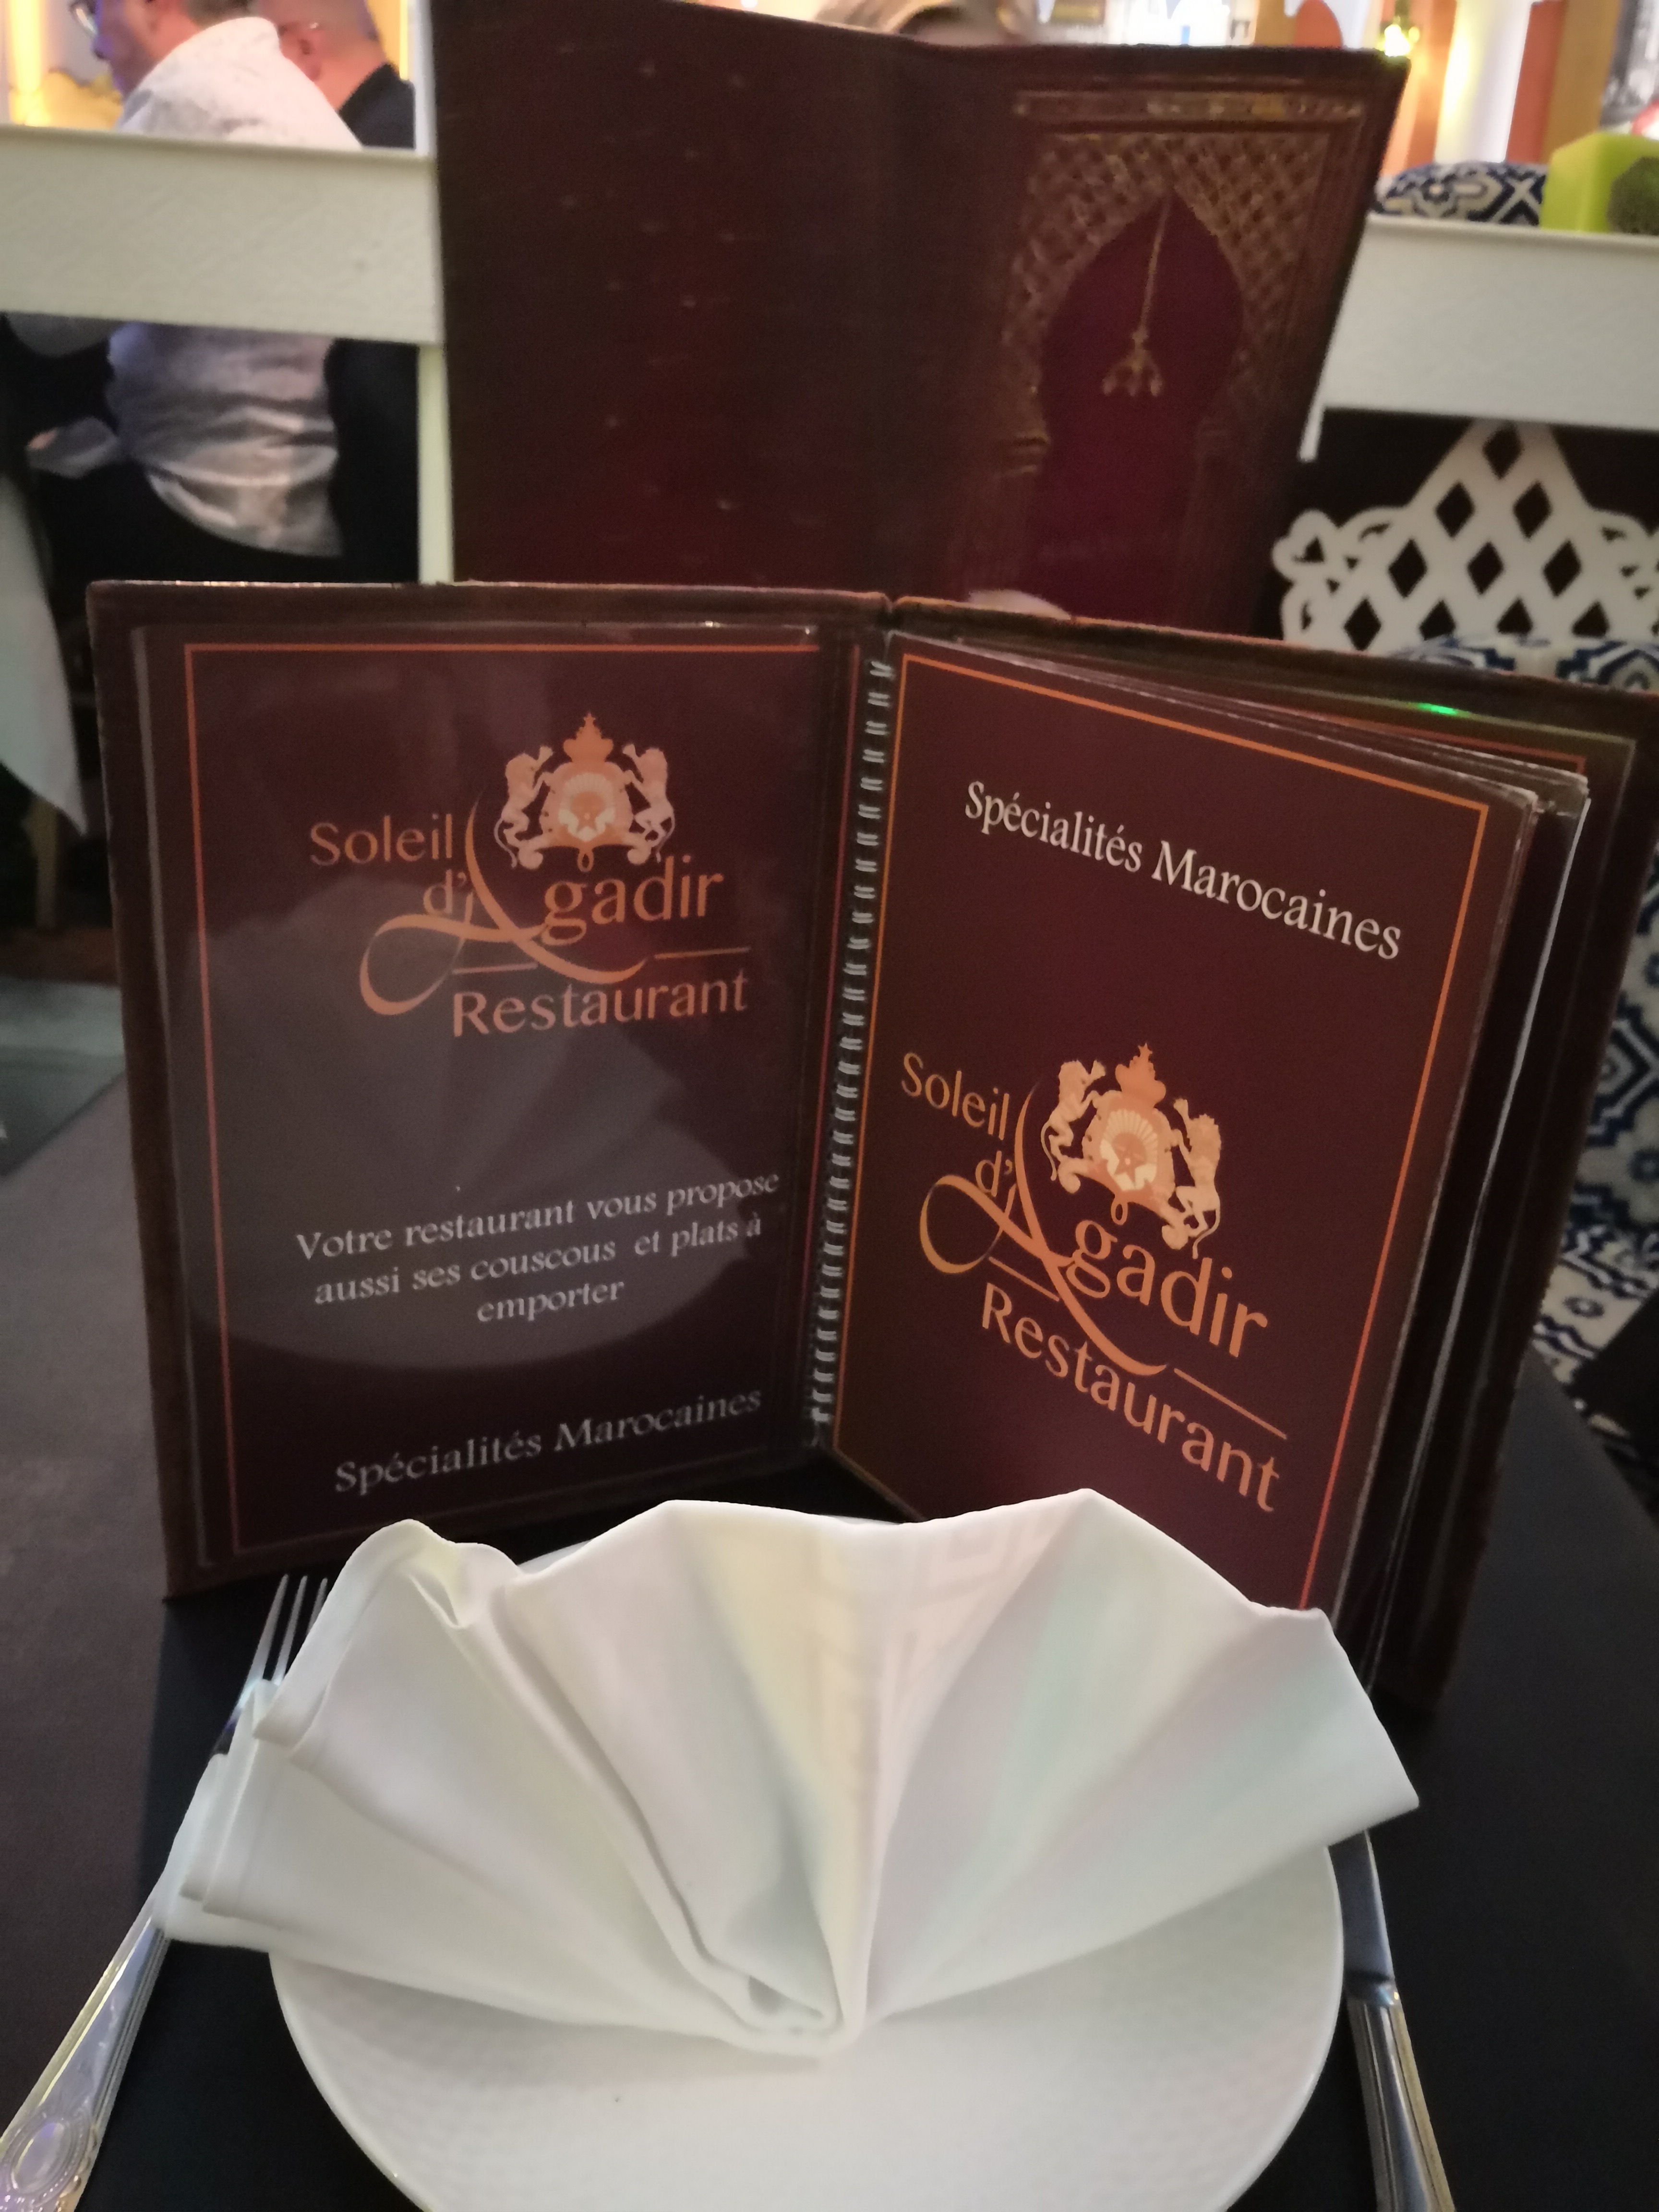 Soleil
d'Agadir
Restaurant
Votre restaurant vous propose
aussi ses couscous et plats à
emporter
Spécialités Marocaines
Spécialités Marocaines
Soleil
d'Agadir
Restaurant